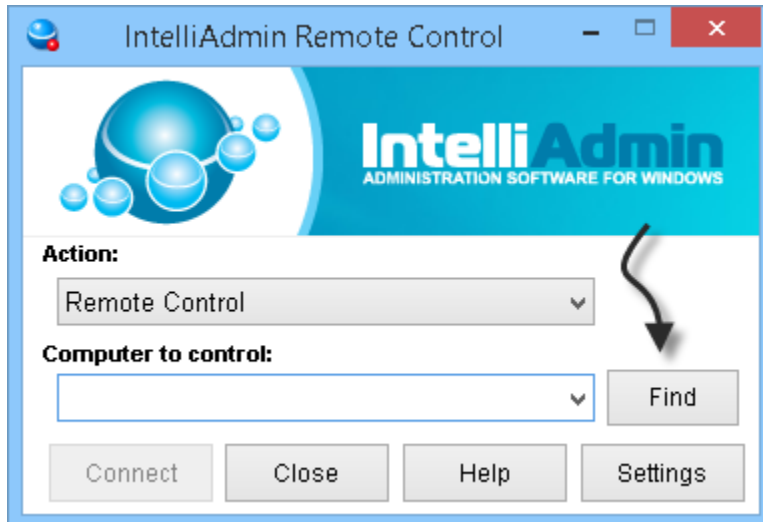 IntelliAdmin Remote Control
IntelliAdmin
ADMINISTRATION SOFTWARE FOR WINDOWS
Action:
Remote Control
Computer to control:
Find
Connect Close Help Settings